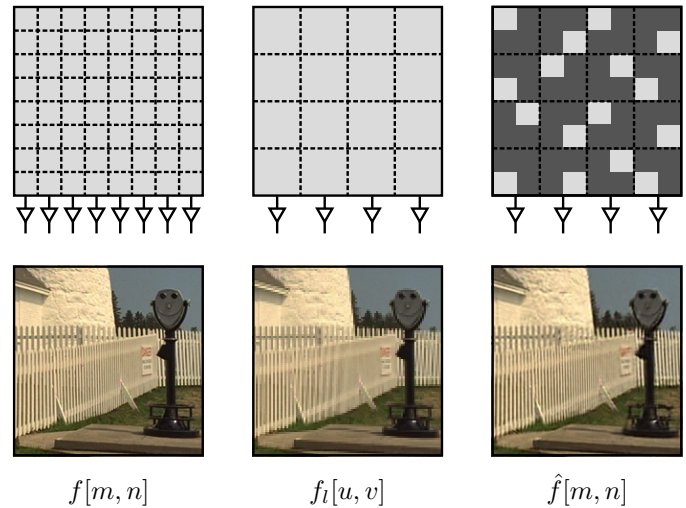 f[m, n]
f_l[u, v]
f̂[m, n]